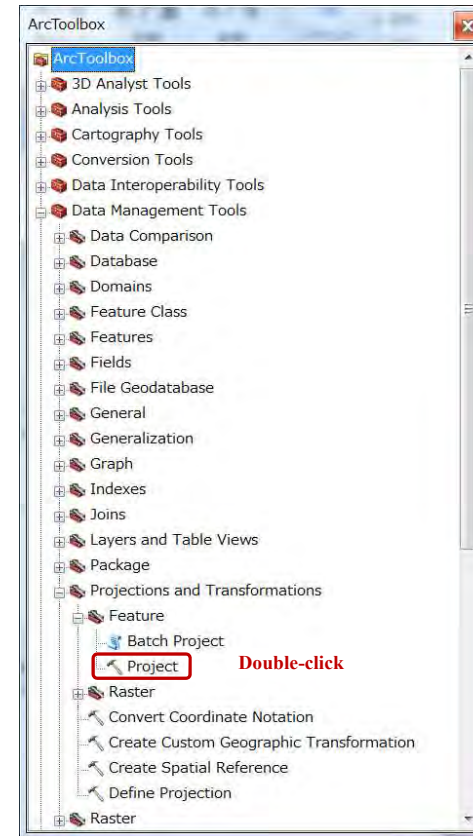 ArcToolbox
ArcToolbox
3D Analyst Tools
Analysis Tools
Cartography Tools
Conversion Tools
Data Interoperability Tools
Data Management Tools
Data Comparison
Database
Domains
Feature Class
Features
Fields
File Geodatabase
General
Generalization
Graph
Indexes
Joins
Layers and Table Views
Package
Projections and Transformations
Feature
Batch Project
Project Double-click
Raster
Convert Coordinate Notation
Create Custom Geographic Transformation
Create Spatial Reference
Define Projection
Raster